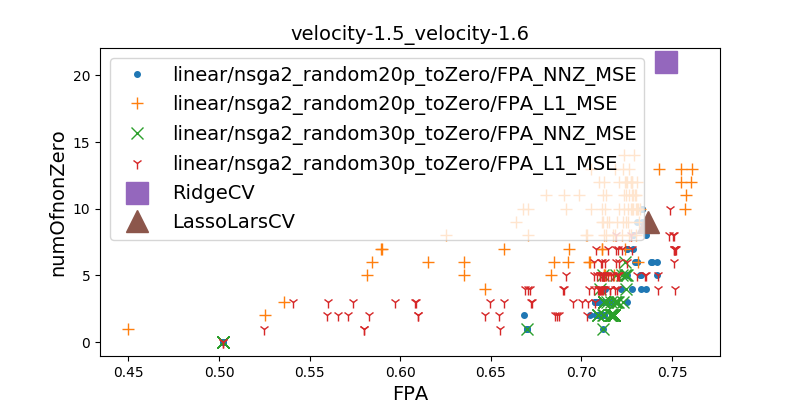 velocity-1.5_velocity-1.6
linear/nsga2_random20p_toZero/FPA_NNZ_MSE
linear/nsga2_random20p_toZero/FPA_L1_MSE
linear/nsga2_random30p_toZero/FPA_NNZ_MSE
linear/nsga2_random30p_toZero/FPA_L1_MSE
RidgeCV
LassoLarsCV
numOfnonZero
20
15
10
5
0
0.45 0.50 0.55 0.60 0.65 0.70 0.75
FPA